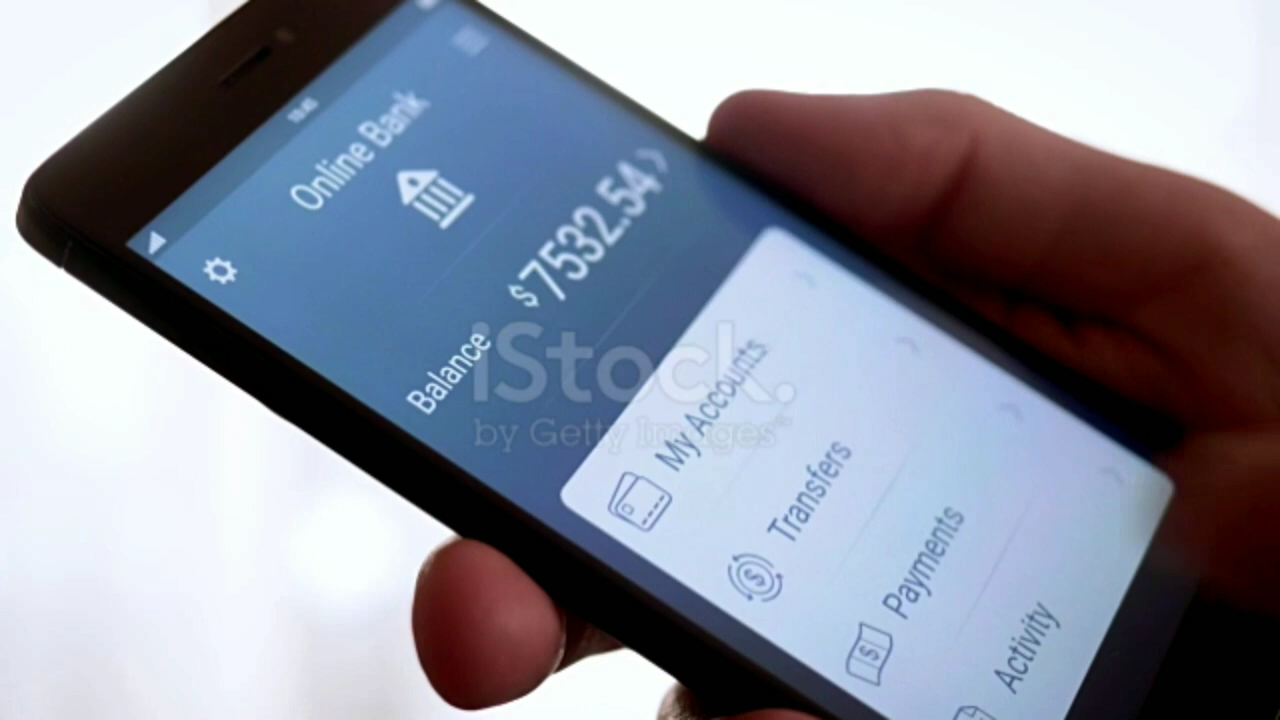 Online Bank
Balance $7532.54
My Accounts
Transfers
Payments
Activity
iStock.
by Getty Images